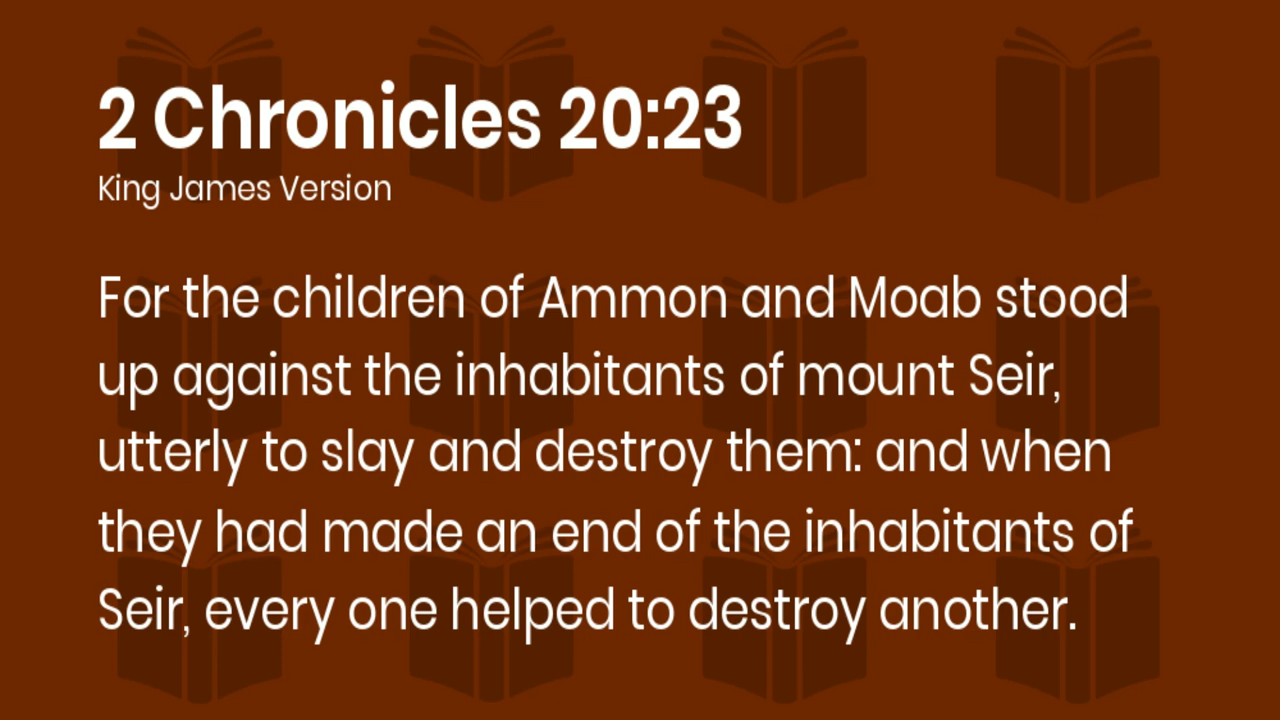 2 Chronicles 20:23
King James Version
For the children of Ammon and Moab stood
up against the inhabitants of mount Seir,
utterly to slay and destroy them: and when
they had made an end of the inhabitants of
Seir, every one helped to destroy another.